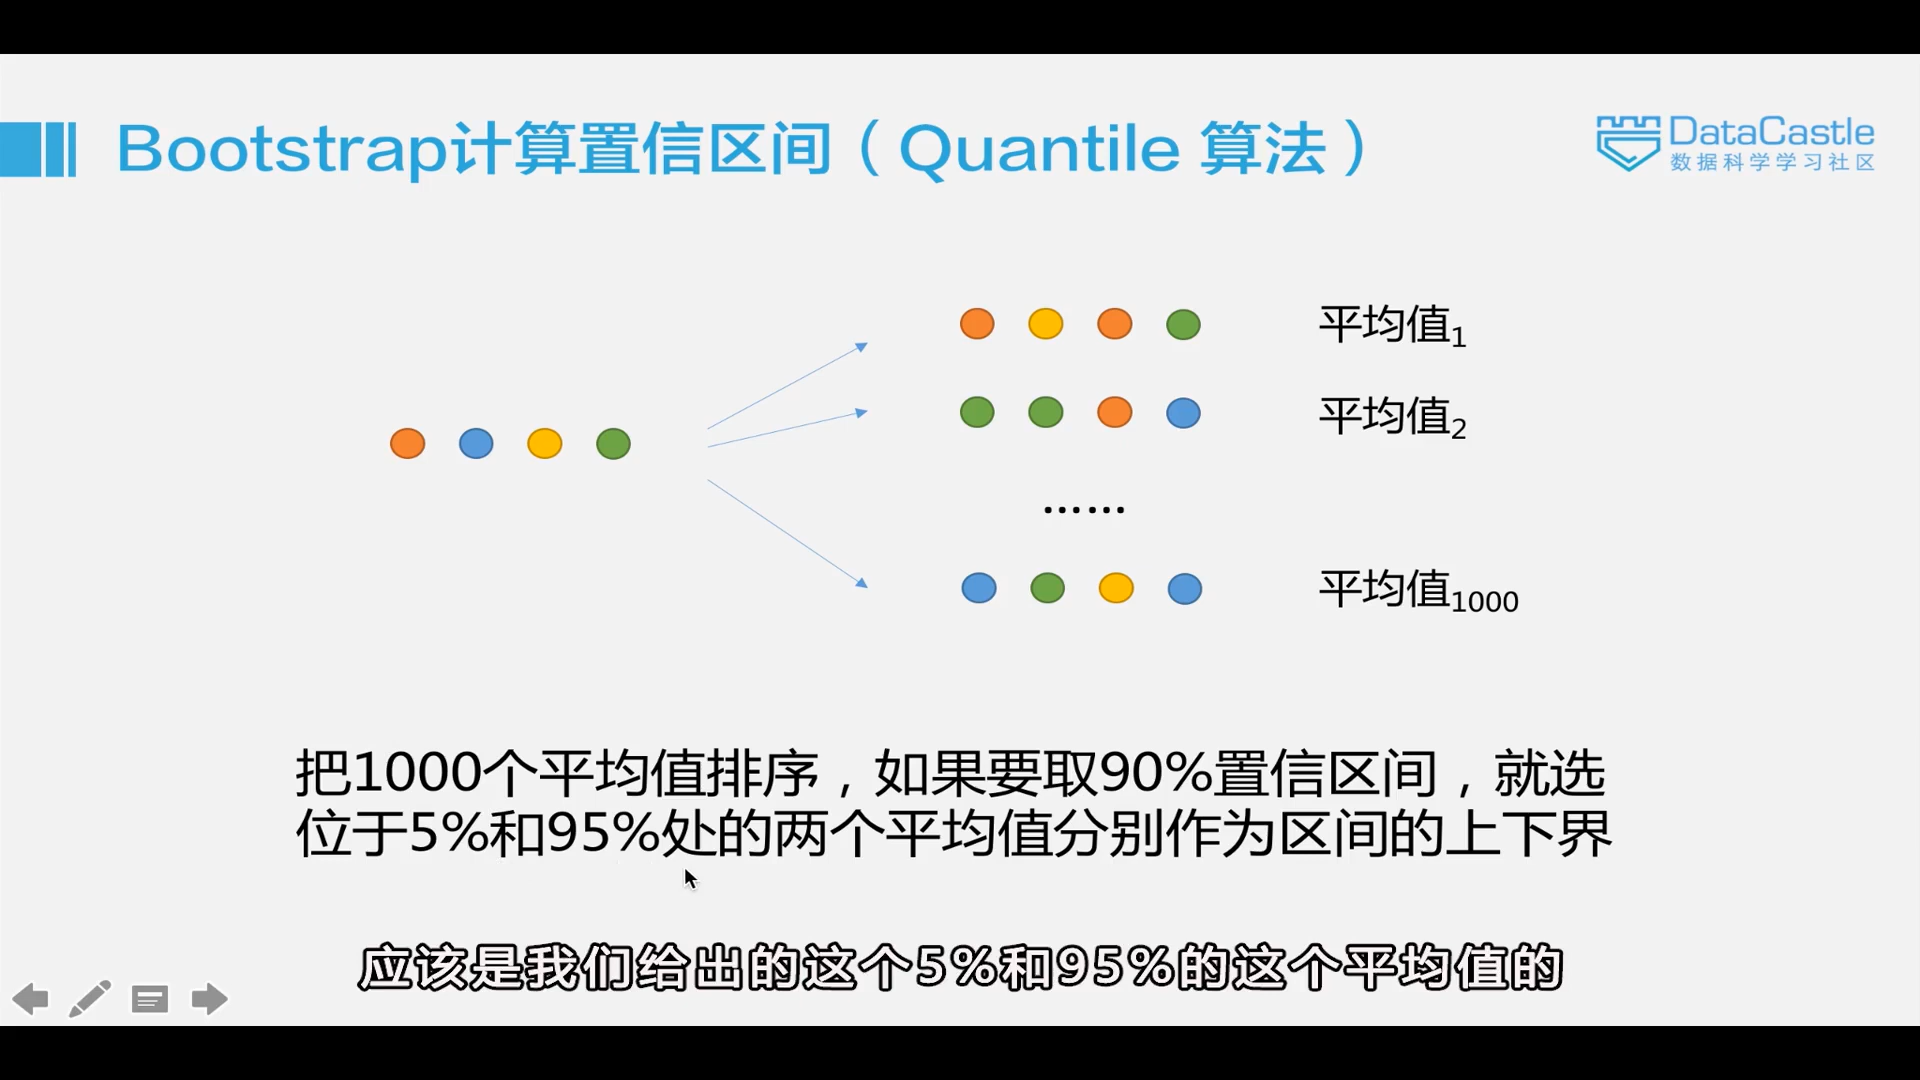 Bootstrap计算置信区间（Quantile 算法）
DataCastle
数据科学学习社区
平均值1
平均值2
……
平均值1000
把1000个平均值排序，如果要取90%置信区间，就选
位于5%和95%处的两个平均值分别作为区间的上下界
应该是我们给出的这个5%和95%的这个平均值的